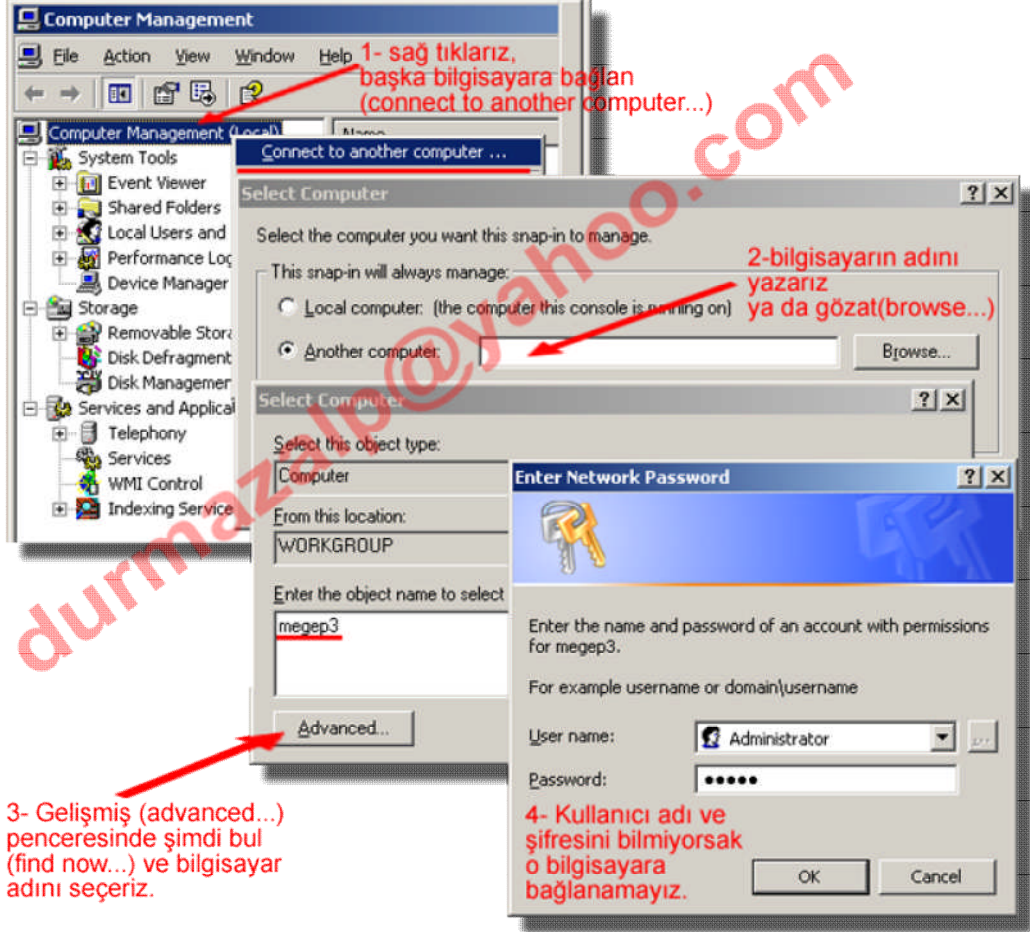 Computer Management
File Action View Window Help
1- sağ tıklarız,
başka bilgisayara bağlan
(connect to another computer...)
Computer Management (Local)
Name
Connect to another computer ...
System Tools
Event Viewer
Shared Folders
Local Users and
Performance Log
Device Manager
Storage
Removable Stora
Disk Defragment
Disk Managemer
Services and Applical
Telephony
Services
WMI Control
Indexing Service
Select Computer
Select the computer you want this snap-in to manage.
This snap-in will always manage:
Local computer: (the computer this console is running on)
Another computer:
Browse...
2-bilgisayarın adını
yazarız
ya da gözat(browse...)
Select Computer
Select this object type:
Computer
From this location:
WORKGROUP
Enter the object name to select
megep3
Advanced...
3- Gelişmiş (advanced...)
penceresinde şimdi bul
(find now...) ve bilgisayar
adını seçeriz.
Enter Network Password
Enter the name and password of an account with permissions
for megep3.
For example username or domain\username
User name:
Administrator
Password:
4- Kullanıcı adı ve
şifresini bilmiyorsak
o bilgisayara
bağlanamayız.
OK Cancel
durmazalp@yahoo.com